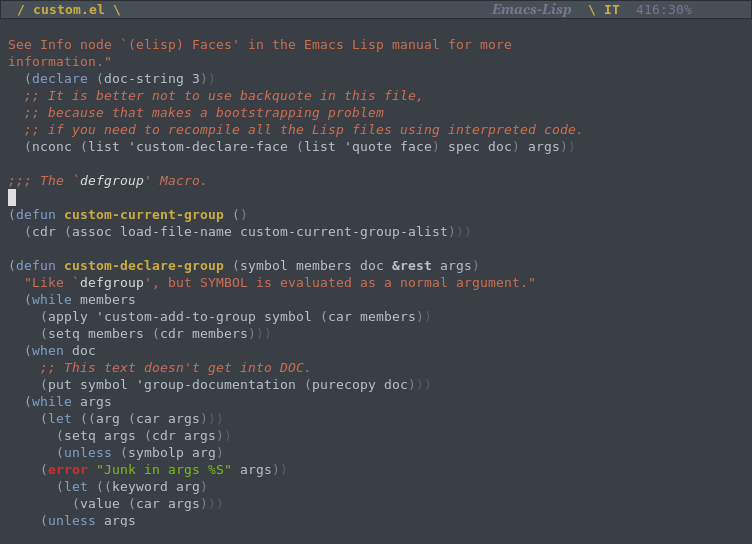 / custom.el \ Emacs-Lisp \ IT 416:30%
See Info node `(elisp) Faces' in the Emacs Lisp manual for more
information."
  (declare (doc-string 3))
  ;; It is better not to use backquote in this file,
  ;; because that makes a bootstrapping problem
  ;; if you need to recompile all the Lisp files using interpreted code.
  (nconc (list 'custom-declare-face (list 'quote face) spec doc) args))
;;; The `defgroup' Macro.
(defun custom-current-group ()
  (cdr (assoc load-file-name custom-current-group-alist)))
(defun custom-declare-group (symbol members doc &rest args)
  "Like `defgroup', but SYMBOL is evaluated as a normal argument."
  (while members
    (apply 'custom-add-to-group symbol (car members))
    (setq members (cdr members)))
  (when doc
    ;; This text doesn't get into DOC.
    (put symbol 'group-documentation (purecopy doc)))
  (while args
    (let ((arg (car args)))
      (setq args (cdr args))
      (unless (symbolp arg)
    (error "Junk in args %S" args))
      (let ((keyword arg)
        (value (car args)))
    (unless args